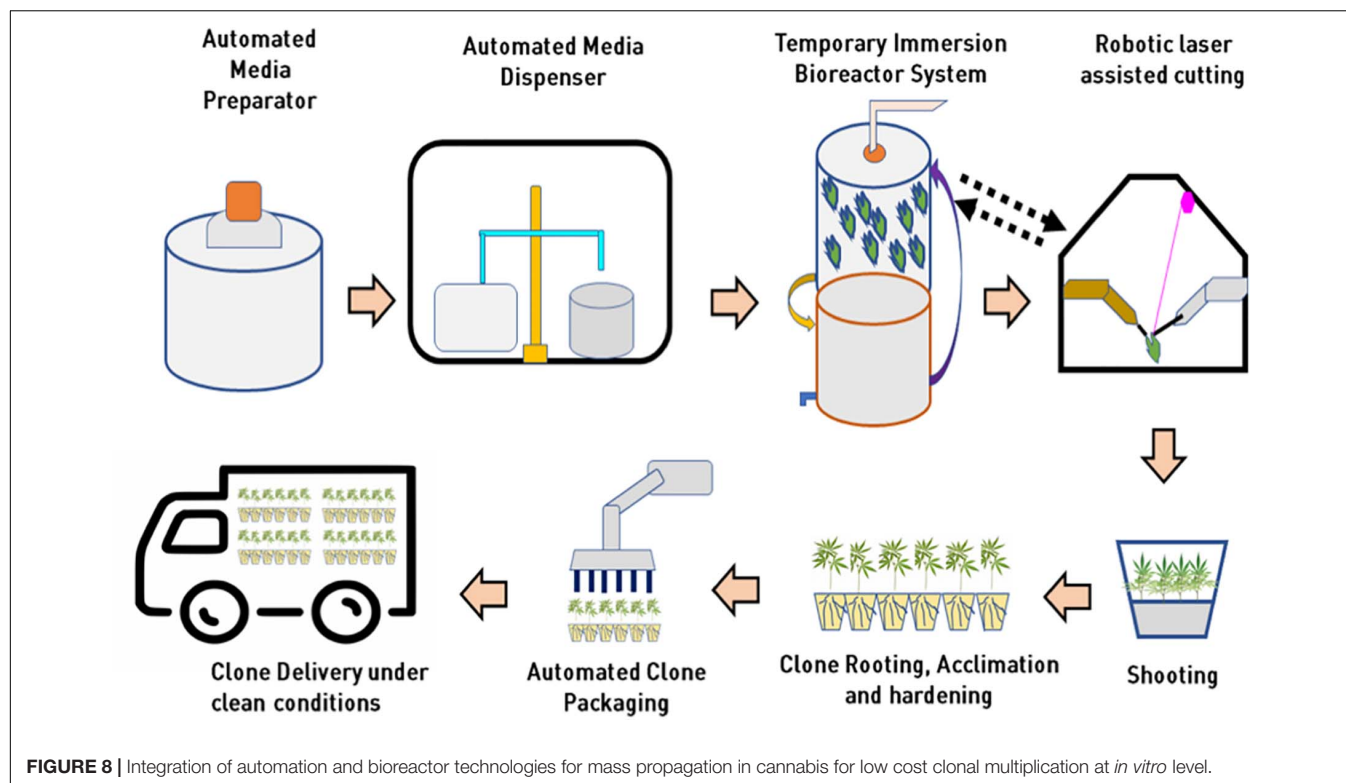 Automated
Media
Preparator
Automated Media
Dispenser
Temporary Immersion
Bioreactor System
Robotic laser
assisted cutting
Clone Delivery under
clean conditions
Automated Clone
Packaging
Clone Rooting, Acclimation
and hardening
Shooting
FIGURE 8 | Integration of automation and bioreactor technologies for mass propagation in cannabis for low cost clonal multiplication at in vitro level.